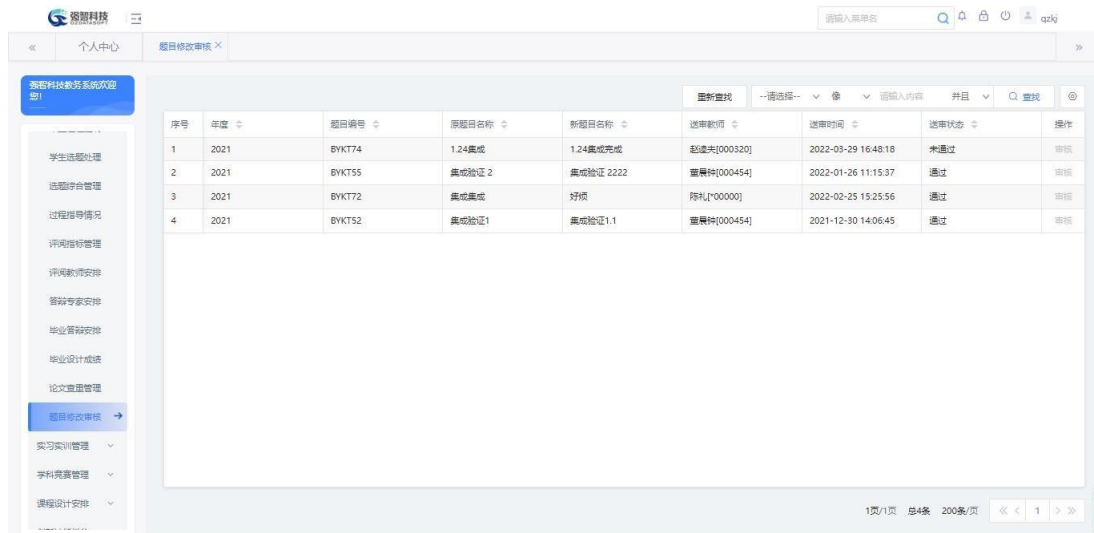 强智科技
QZDATASOFT
请输入菜单名
qzkj
个人中心
题目修改审核
强智科技教务系统欢迎您!
学生选题处理
选题综合管理
过程指导情况
评阅指标管理
评阅教师安排
答辩专家安排
毕业答辩安排
毕业设计成绩
论文查重管理
题目修改审核
实习实训管理
学科竞赛管理
课程设计安排
重新查找 --请选择-- 像 请输入内容 并且 查找
序号 年度 题目编号 原题目名称 新题目名称 送审教师 送审时间 送审状态 操作
1 2021 BYKT74 1.24集成 1.24集成完成 赵逵夫[000320] 2022-03-29 16:48:18 未通过 审核
2 2021 BYKT55 集成验证 2 集成验证 2222 董晨钟[000454] 2022-01-26 11:15:37 通过 审核
3 2021 BYKT72 集成集成 好烦 陈礼[*00000] 2022-02-25 15:25:56 通过 审核
4 2021 BYKT52 集成验证1 集成验证1.1 董晨钟[000454] 2021-12-30 14:06:45 通过 审核
1页/1页 总4条 200条/页 1